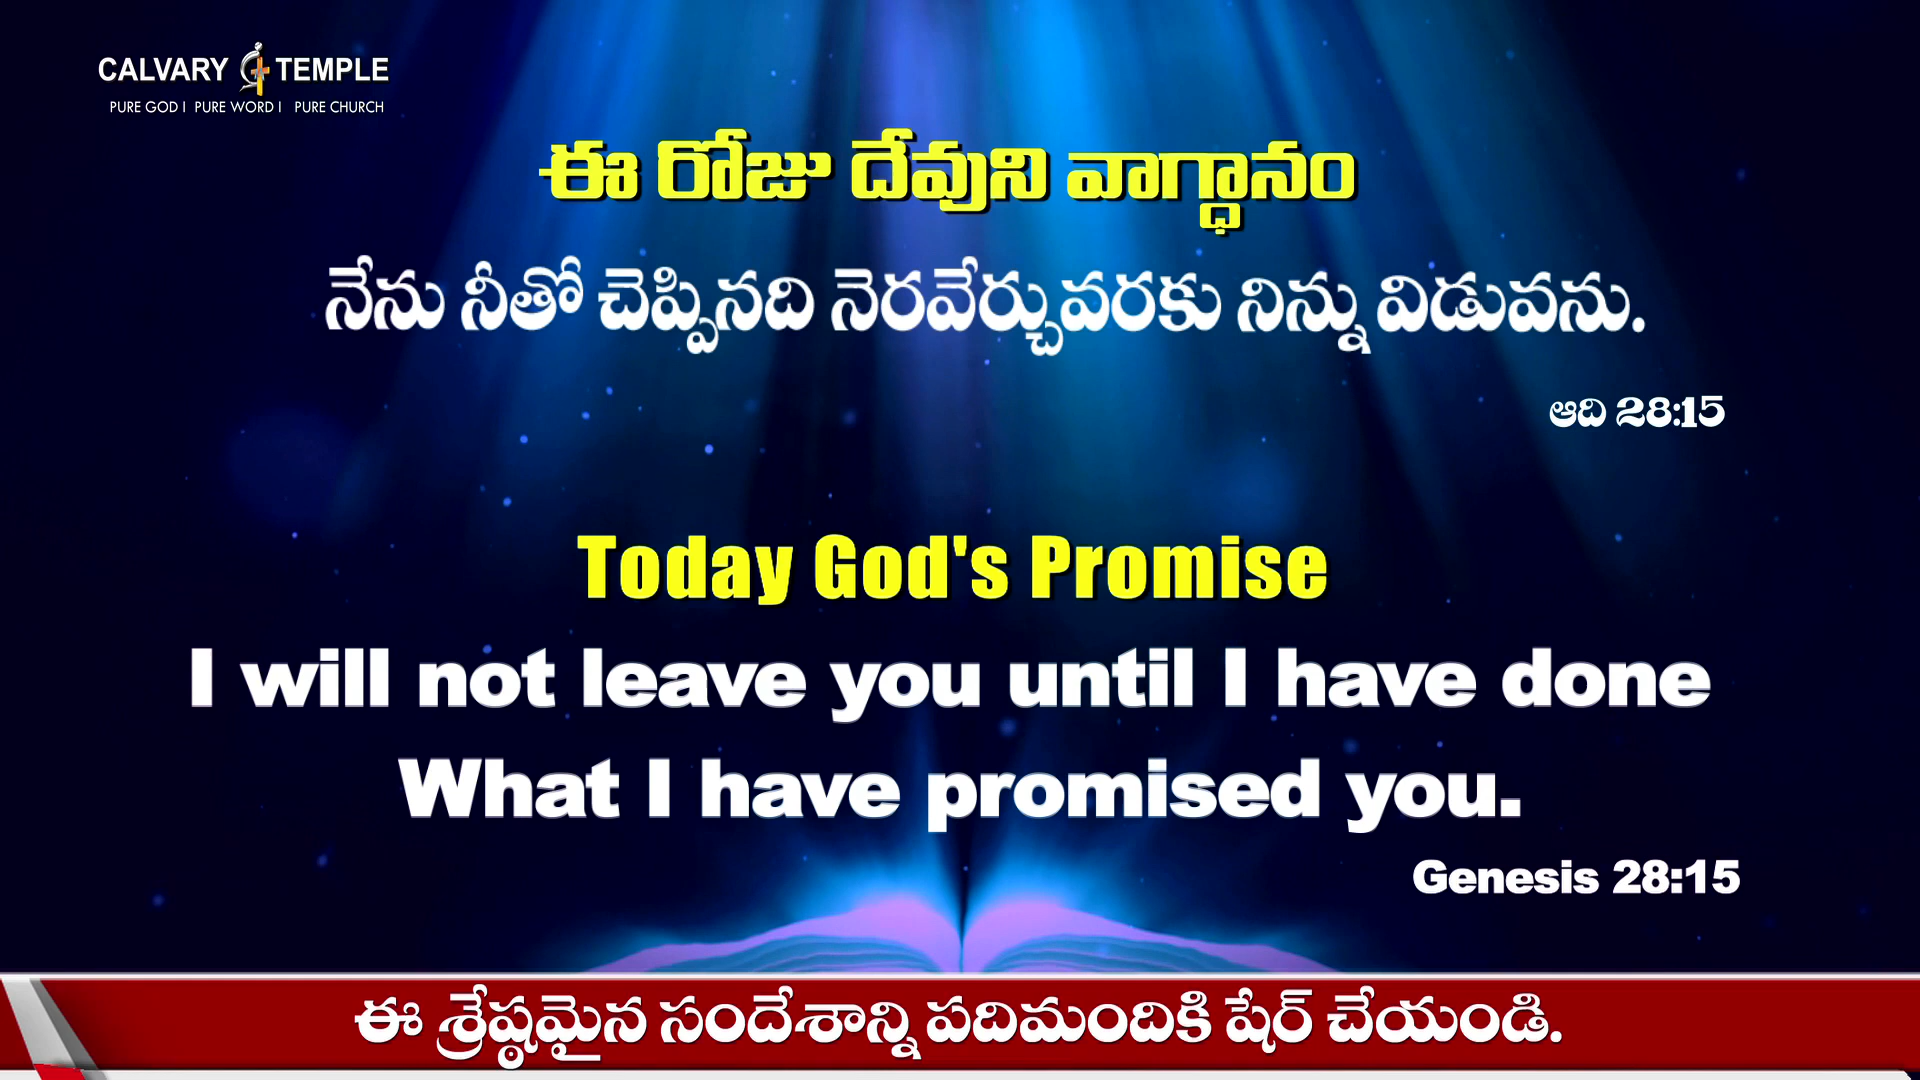 CALVARY TEMPLE
PURE GOD I PURE WORD I PURE CHURCH
ఈ రోజు దేవుని వాగ్ధానం
నేను నీతో చెప్పినది నెరవేర్చువరకు నిన్ను విడువను.
ఆది 28:15
Today God's Promise
I will not leave you until I have done
What I have promised you.
Genesis 28:15
ఈ శ్రేష్ఠమైన సందేశాన్ని పదిమందికి షేర్ చేయండి.